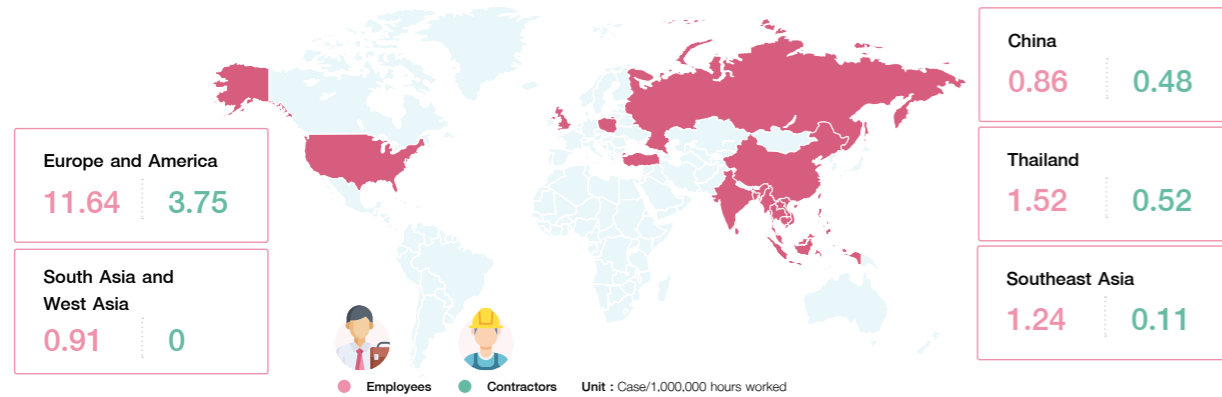 Europe and America
11.64 3.75
South Asia and
West Asia
0.91 0
China
0.86 0.48
Thailand
1.52 0.52
Southeast Asia
1.24 0.11
Employees Contractors Unit : Case/1,000,000 hours worked